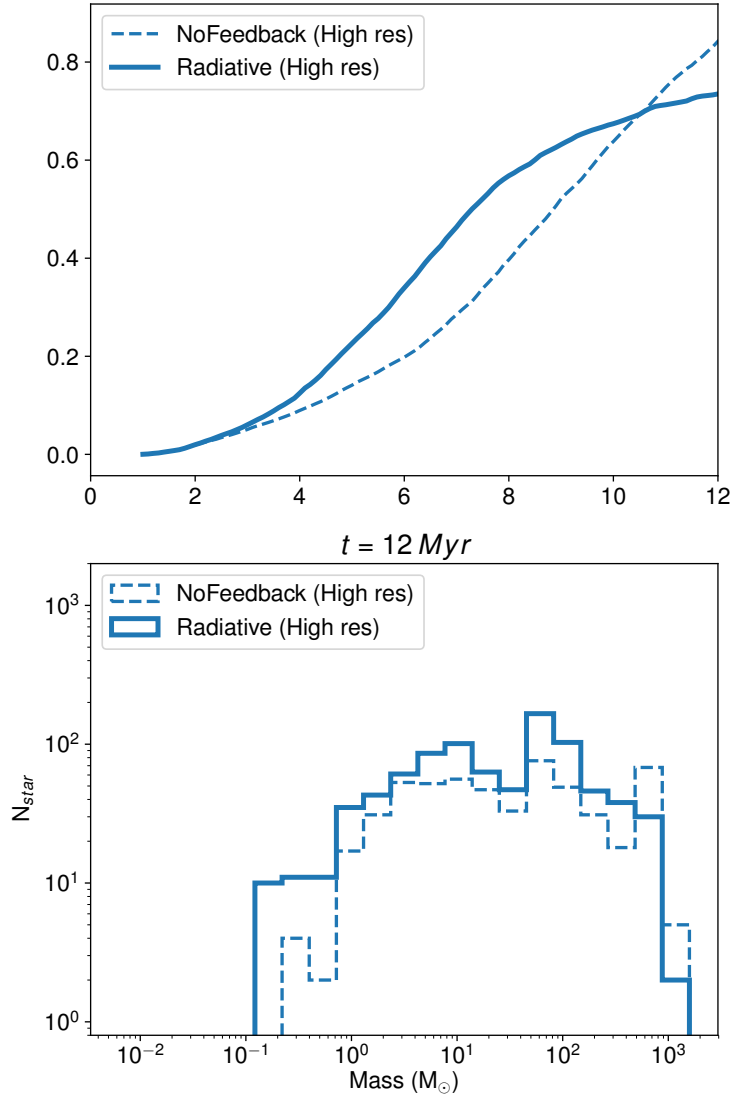 NoFeedback (High res)
Radiative (High res)
0.8
0.6
0.4
0.2
0.0
0 2 4 6 8 10 12
t = 12 Myr
NoFeedback (High res)
Radiative (High res)
10³
10²
10¹
10⁰
N_star
10⁻² 10⁻¹ 10⁰ 10¹ 10² 10³
Mass (M_⊙)